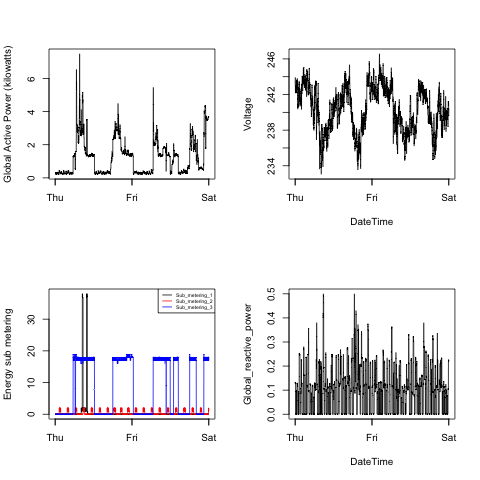 Global Active Power (kilowatts)
0 2 4 6
Thu Fri Sat
Voltage
234 238 242 246
Thu Fri Sat
DateTime
Energy sub metering
0 10 20 30
Sub_metering_1
Sub_metering_2
Sub_metering_3
Thu Fri Sat
Global_reactive_power
0.0 0.1 0.2 0.3 0.4 0.5
Thu Fri Sat
DateTime